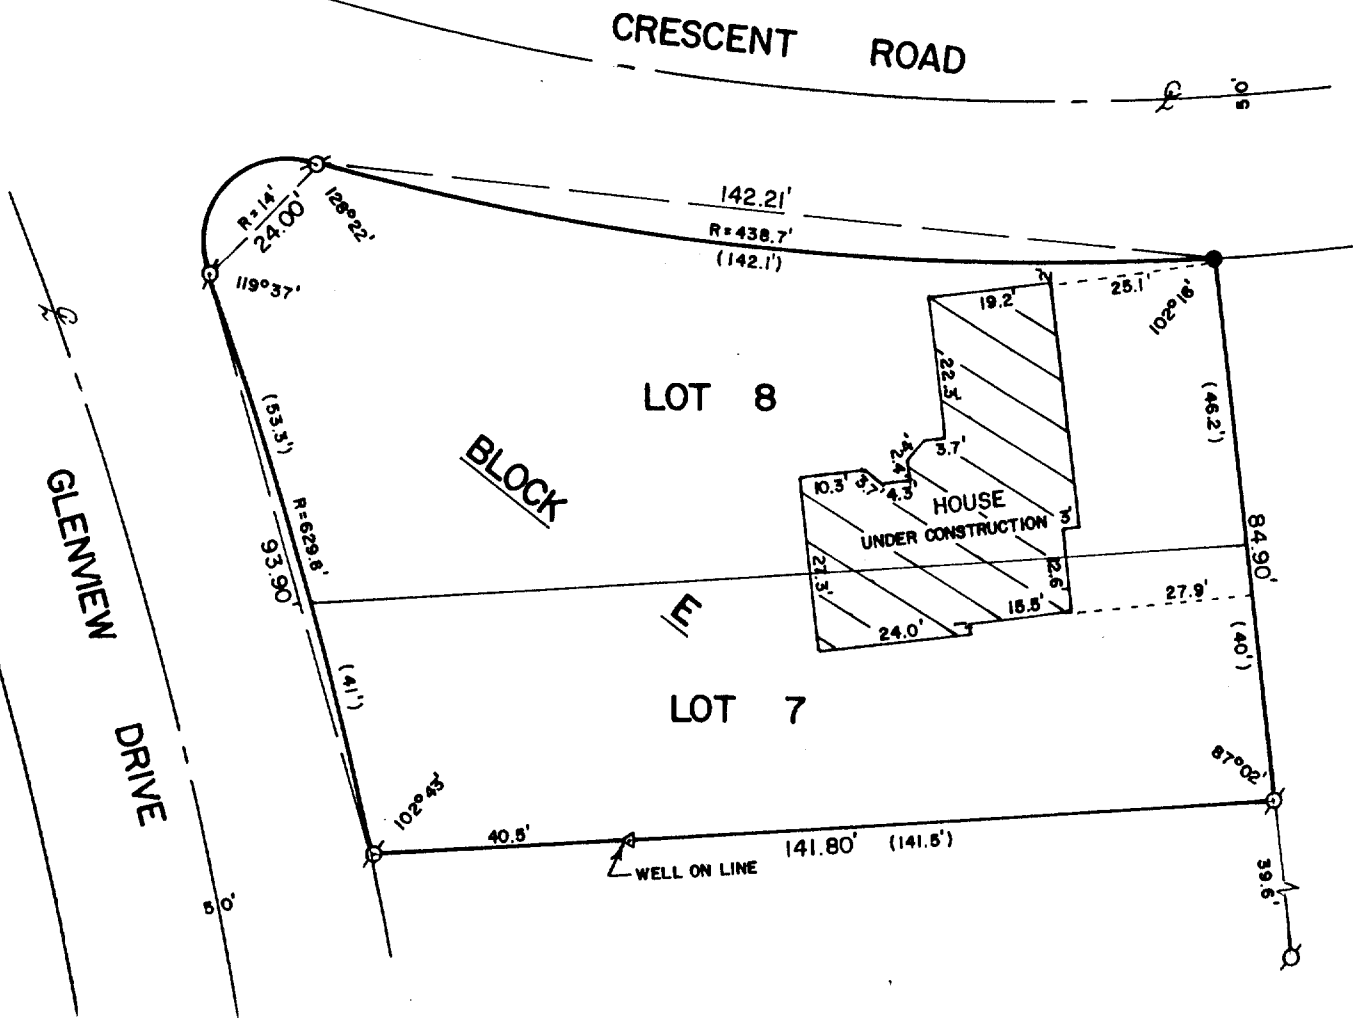 CRESCENT ROAD
50'
142.21'
R=438.7'
(142.1')
R=14'
24.00'
128°22'
119°37'
25.1'
102°16'
19.2'
22.3'
(46.2')
(53.3')
LOT 8
BLOCK
2.4'
3.7'
10.3'
3.7'
4.3'
HOUSE
UNDER CONSTRUCTION
R=629.8'
93.90'
GLENVIEW
DRIVE
27.3'
12.6'
84.90'
E
24.0'
15.5'
27.9'
(40')
(41')
LOT 7
87°02'
102°43'
40.5'
141.80' (141.5')
WELL ON LINE
39.6'
50'